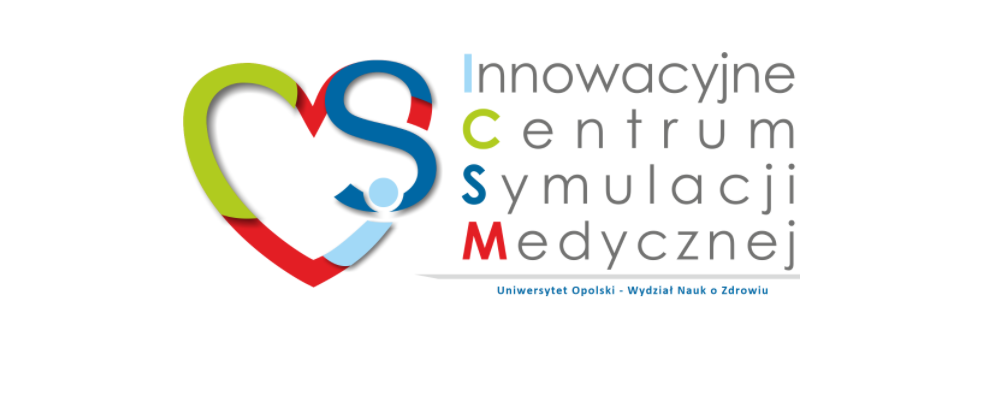 Innowacyjne
Centrum
Symulacji
Medycznej
Uniwersytet Opolski - Wydział Nauk o Zdrowiu